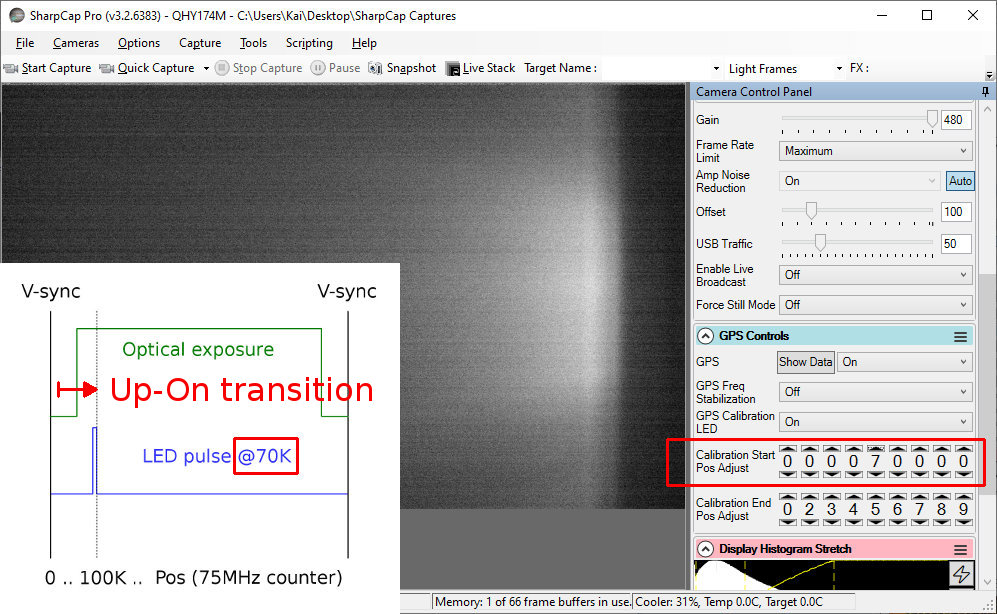 SharpCap Pro (v3.2.6383) - QHY174M - C:\Users\Kai\Desktop\SharpCap Captures
File Cameras Options Capture Tools Scripting Help
Start Capture Quick Capture Stop Capture Pause Snapshot Live Stack Target Name : Light Frames FX :
Camera Control Panel
Gain 480
Frame Rate
Limit
Maximum
Amp Noise
Reduction
On Auto
Offset 100
USB Traffic 50
Enable Live
Broadcast
Off
Force Still Mode Off
GPS Controls
GPS Show Data On
GPS Freq
Stabilization
Off
GPS Calibration
LED
On
Calibration Start
Pos Adjust
0 0 0 0 7 0 0 0 0
Calibration End
Pos Adjust
0 2 3 4 5 6 7 8 9
Display Histogram Stretch
V-sync V-sync
Optical exposure
Up-On transition
LED pulse @70K
0 .. 100K .. Pos (75MHz counter)
Memory: 1 of 66 frame buffers in use. Cooler: 31%, Temp 0.0C, Target 0.0C